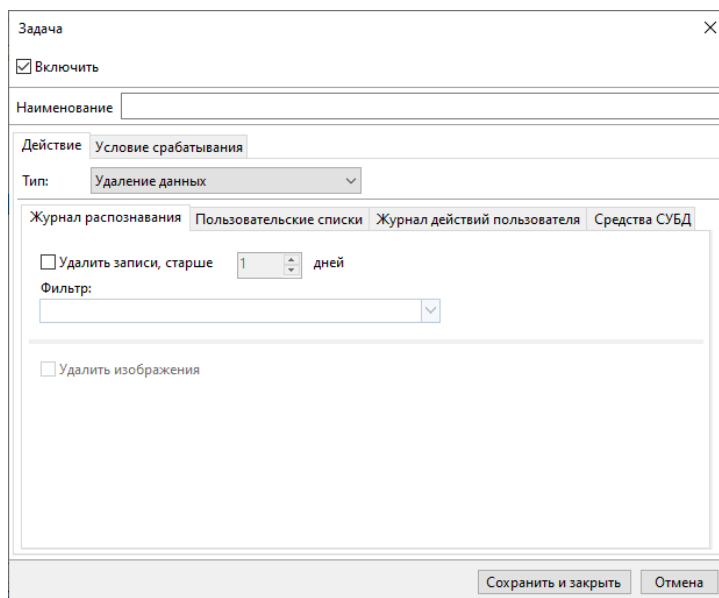 Задача
Включить
Наименование
Действие Условие срабатывания
Тип: Удаление данных
Журнал распознавания Пользовательские списки Журнал действий пользователя Средства СУБД
Удалить записи, старше 1 дней
Фильтр:
Удалить изображения
Сохранить и закрыть Отмена